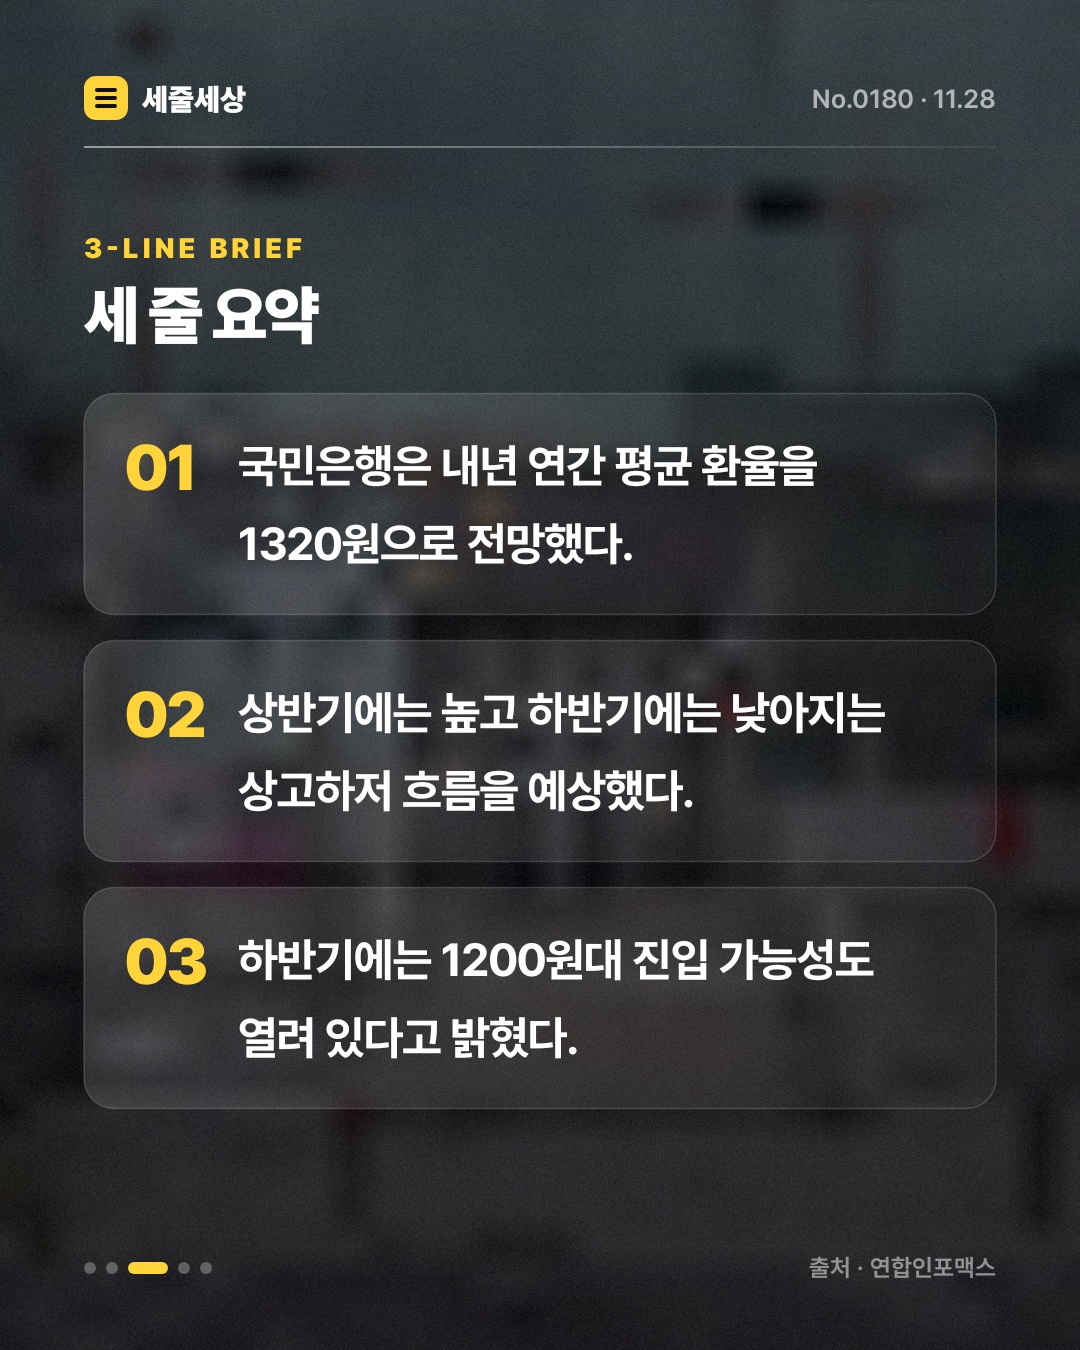 세줄세상
No.0180 · 11.28
3-LINE BRIEF
세 줄 요약
01 국민은행은 내년 연간 평균 환율을
1320원으로 전망했다.
02 상반기에는 높고 하반기에는 낮아지는
상고하저 흐름을 예상했다.
03 하반기에는 1200원대 진입 가능성도
열려 있다고 밝혔다.
출처 · 연합인포맥스